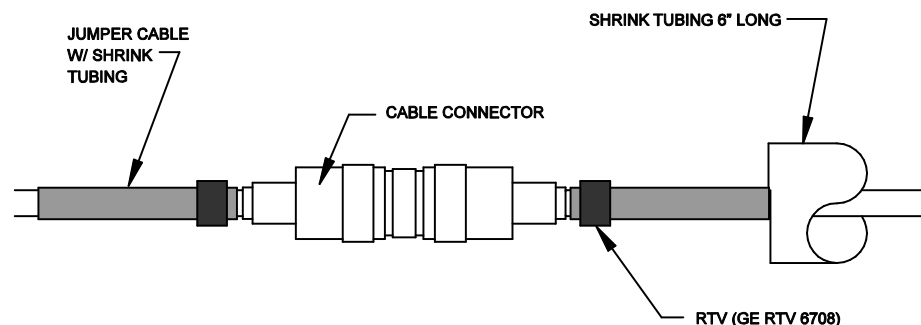 SHRINK TUBING 6" LONG
JUMPER CABLE
W/ SHRINK
TUBING
CABLE CONNECTOR
RTV (GE RTV 6708)